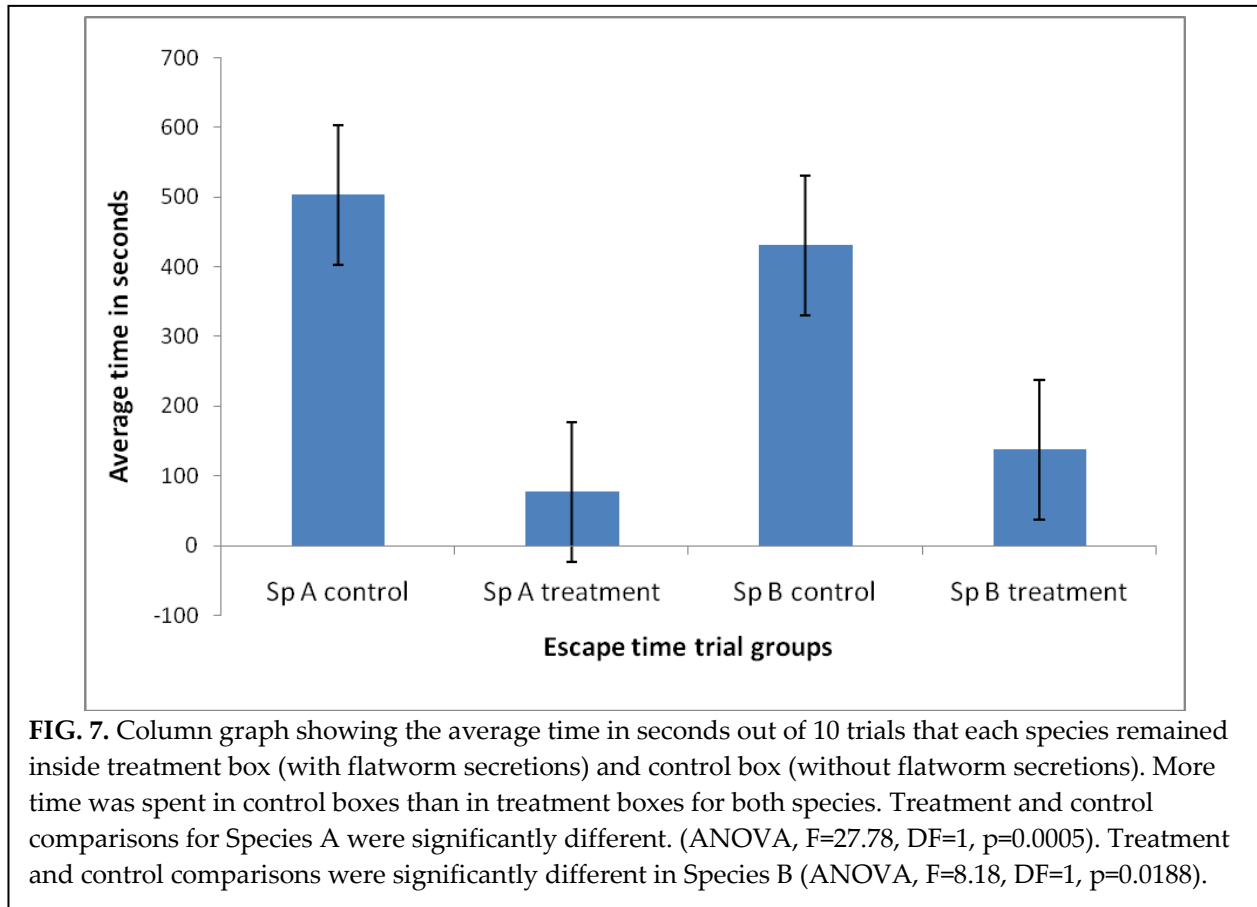 700
600
500
400
300
200
100
0
-100
Average time in seconds
Sp A control Sp A treatment Sp B control Sp B treatment
Escape time trial groups
FIG. 7. Column graph showing the average time in seconds out of 10 trials that each species remained
inside treatment box (with flatworm secretions) and control box (without flatworm secretions). More
time was spent in control boxes than in treatment boxes for both species. Treatment and control
comparisons for Species A were significantly different. (ANOVA, F=27.78, DF=1, p=0.0005). Treatment
and control comparisons were significantly different in Species B (ANOVA, F=8.18, DF=1, p=0.0188).